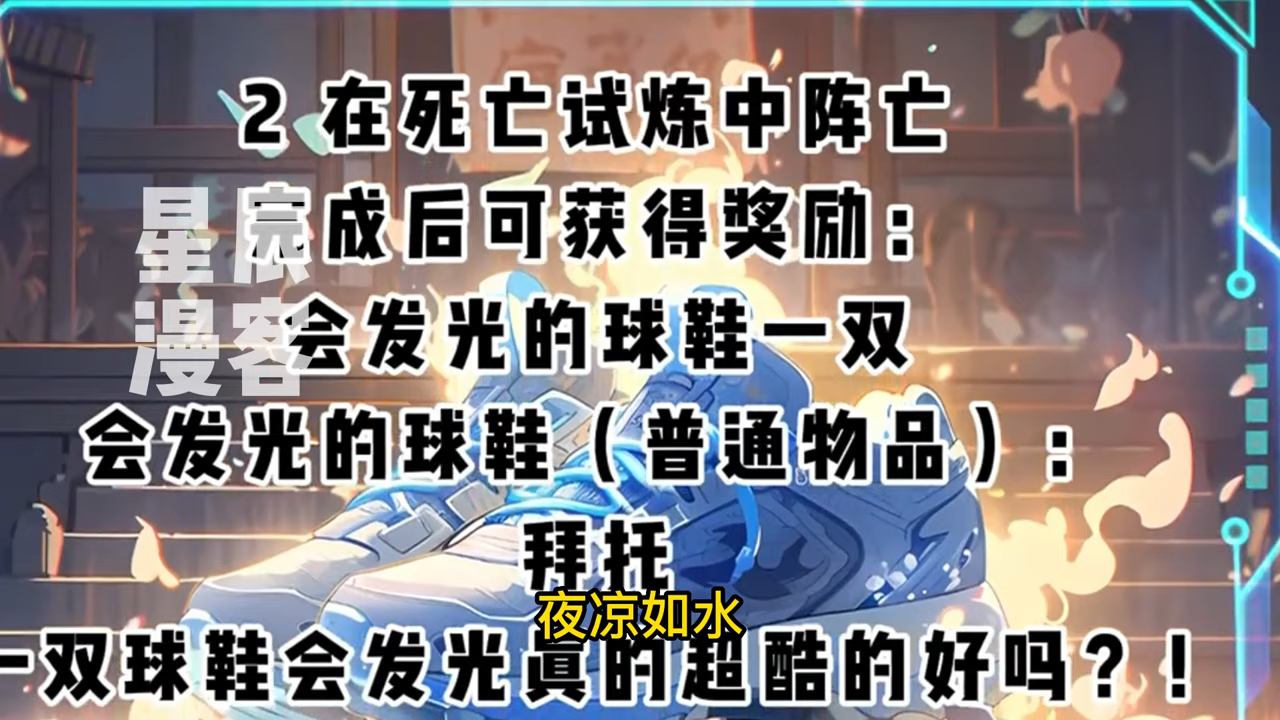 2 在死亡试炼中阵亡
完成后可获得奖励：
会发光的球鞋一双
会发光的球鞋（普通物品）：
拜托
一双球鞋会发光真的超酷的好吗？！
星辰
漫客
夜凉如水